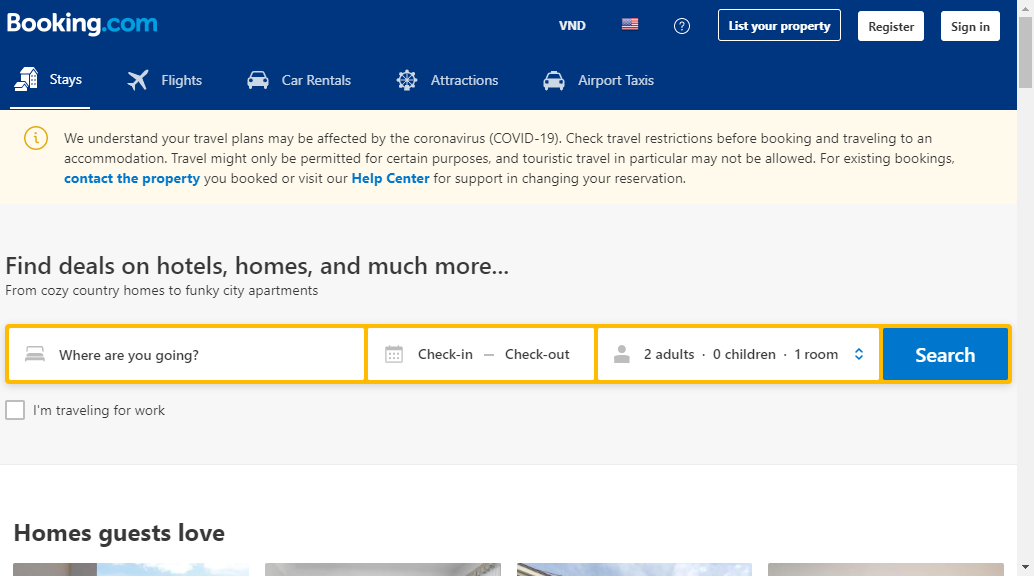 Booking.com
VND
List your property
Register
Sign in
Stays
Flights
Car Rentals
Attractions
Airport Taxis
We understand your travel plans may be affected by the coronavirus (COVID-19). Check travel restrictions before booking and traveling to an
accommodation. Travel might only be permitted for certain purposes, and touristic travel in particular may not be allowed. For existing bookings,
contact the property you booked or visit our Help Center for support in changing your reservation.
Find deals on hotels, homes, and much more...
From cozy country homes to funky city apartments
Where are you going?
Check-in — Check-out
2 adults · 0 children · 1 room
Search
I'm traveling for work
Homes guests love